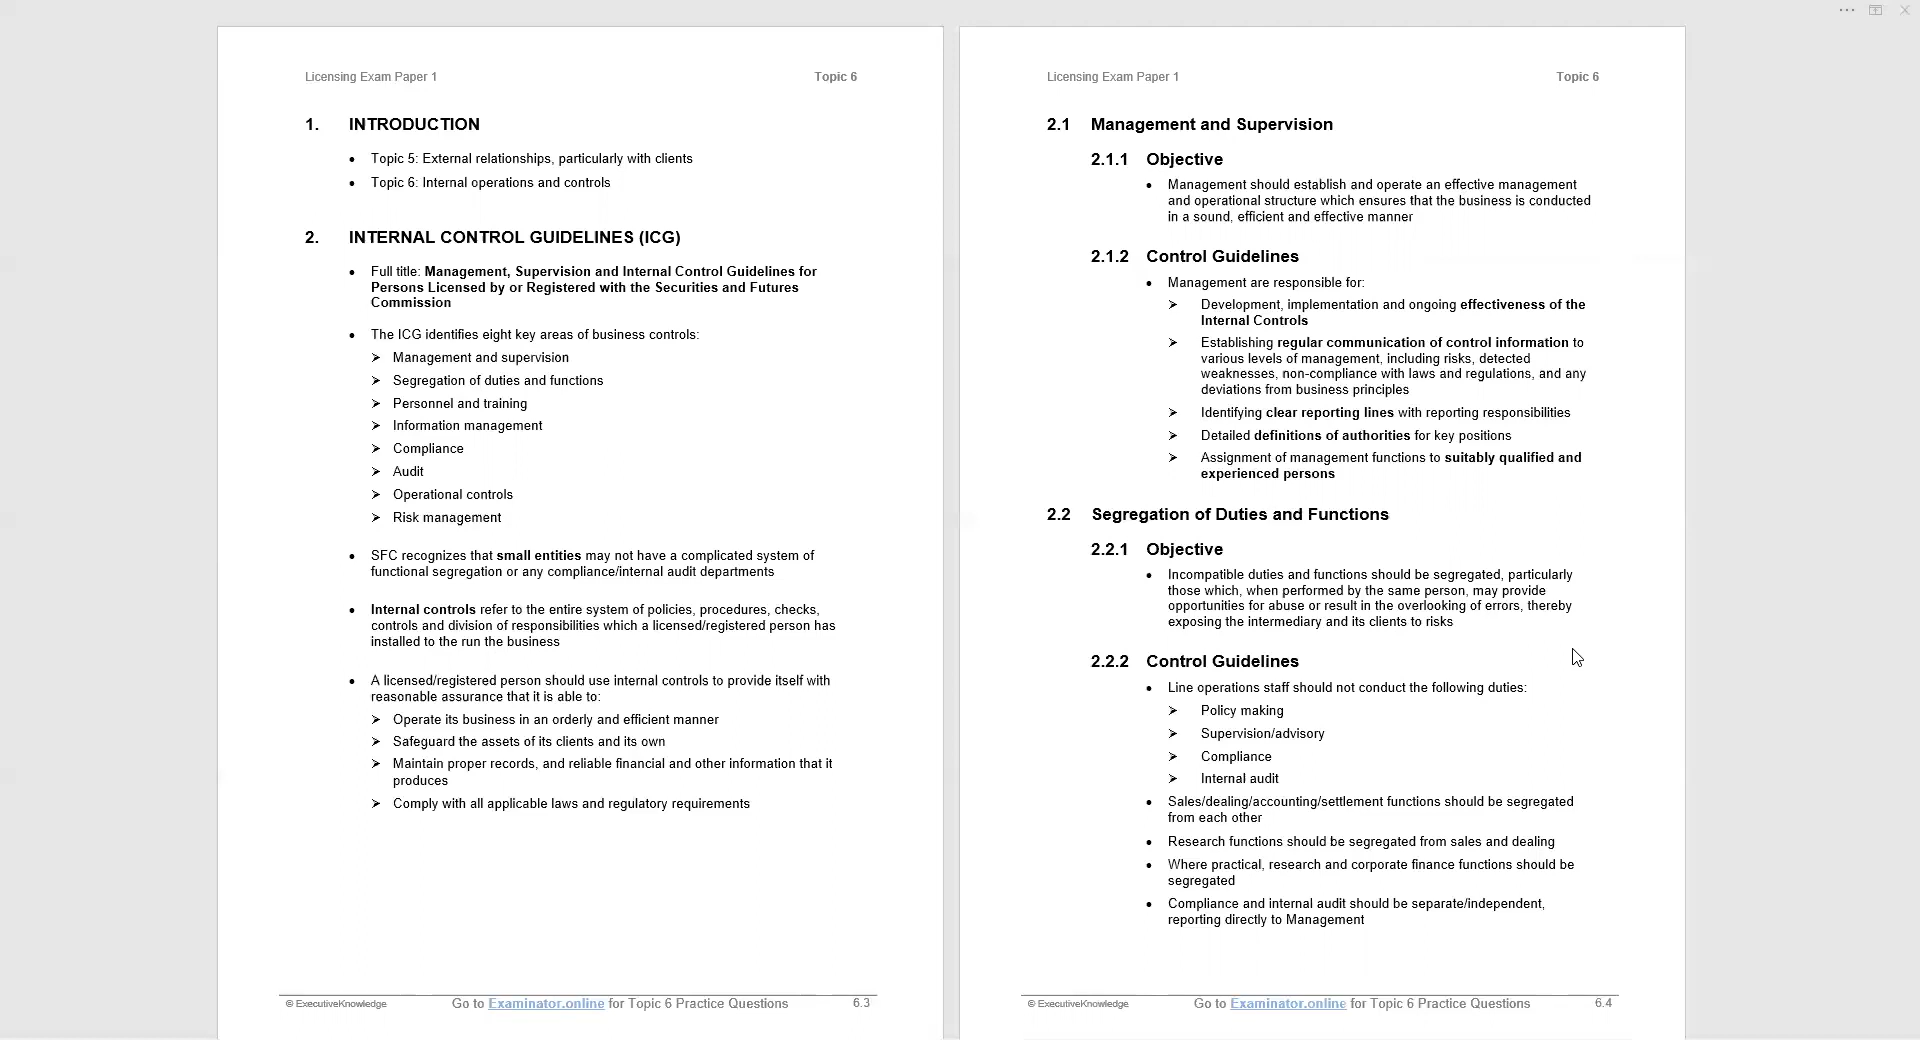 Licensing Exam Paper 1 Topic 6
1. INTRODUCTION
• Topic 5: External relationships, particularly with clients
• Topic 6: Internal operations and controls
2. INTERNAL CONTROL GUIDELINES (ICG)
• Full title: Management, Supervision and Internal Control Guidelines for
Persons Licensed by or Registered with the Securities and Futures
Commission
• The ICG identifies eight key areas of business controls:
➢ Management and supervision
➢ Segregation of duties and functions
➢ Personnel and training
➢ Information management
➢ Compliance
➢ Audit
➢ Operational controls
➢ Risk management
• SFC recognizes that small entities may not have a complicated system of
functional segregation or any compliance/internal audit departments
• Internal controls refer to the entire system of policies, procedures, checks,
controls and division of responsibilities which a licensed/registered person has
installed to the run the business
• A licensed/registered person should use internal controls to provide itself with
reasonable assurance that it is able to:
➢ Operate its business in an orderly and efficient manner
➢ Safeguard the assets of its clients and its own
➢ Maintain proper records, and reliable financial and other information that it
produces
➢ Comply with all applicable laws and regulatory requirements
© ExecutiveKnowledge Go to Examinator.online for Topic 6 Practice Questions 6.3
Licensing Exam Paper 1 Topic 6
2.1 Management and Supervision
2.1.1 Objective
• Management should establish and operate an effective management
and operational structure which ensures that the business is conducted
in a sound, efficient and effective manner
2.1.2 Control Guidelines
• Management are responsible for:
➢ Development, implementation and ongoing effectiveness of the
Internal Controls
➢ Establishing regular communication of control information to
various levels of management, including risks, detected
weaknesses, non-compliance with laws and regulations, and any
deviations from business principles
➢ Identifying clear reporting lines with reporting responsibilities
➢ Detailed definitions of authorities for key positions
➢ Assignment of management functions to suitably qualified and
experienced persons
2.2 Segregation of Duties and Functions
2.2.1 Objective
• Incompatible duties and functions should be segregated, particularly
those which, when performed by the same person, may provide
opportunities for abuse or result in the overlooking of errors, thereby
exposing the intermediary and its clients to risks
2.2.2 Control Guidelines
• Line operations staff should not conduct the following duties:
➢ Policy making
➢ Supervision/advisory
➢ Compliance
➢ Internal audit
• Sales/dealing/accounting/settlement functions should be segregated
from each other
• Research functions should be segregated from sales and dealing
• Where practical, research and corporate finance functions should be
segregated
• Compliance and internal audit should be separate/independent,
reporting directly to Management
© ExecutiveKnowledge Go to Examinator.online for Topic 6 Practice Questions 6.4